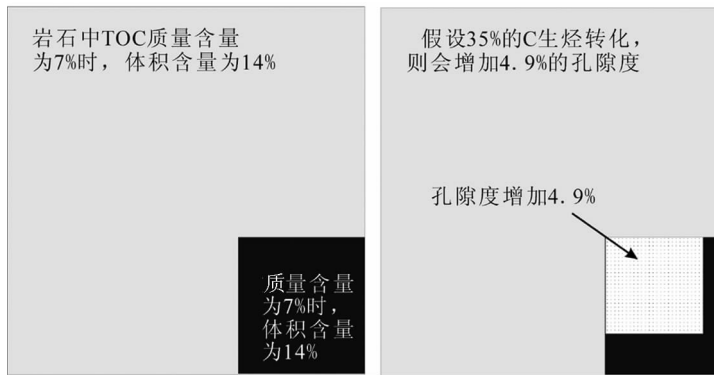 岩石中TOC质量含量
为7%时，体积含量为14%
质量含量
为7%时，
体积含量
为14%
假设35%的C生烃转化，
则会增加4.9%的孔隙度
孔隙度增加4.9%